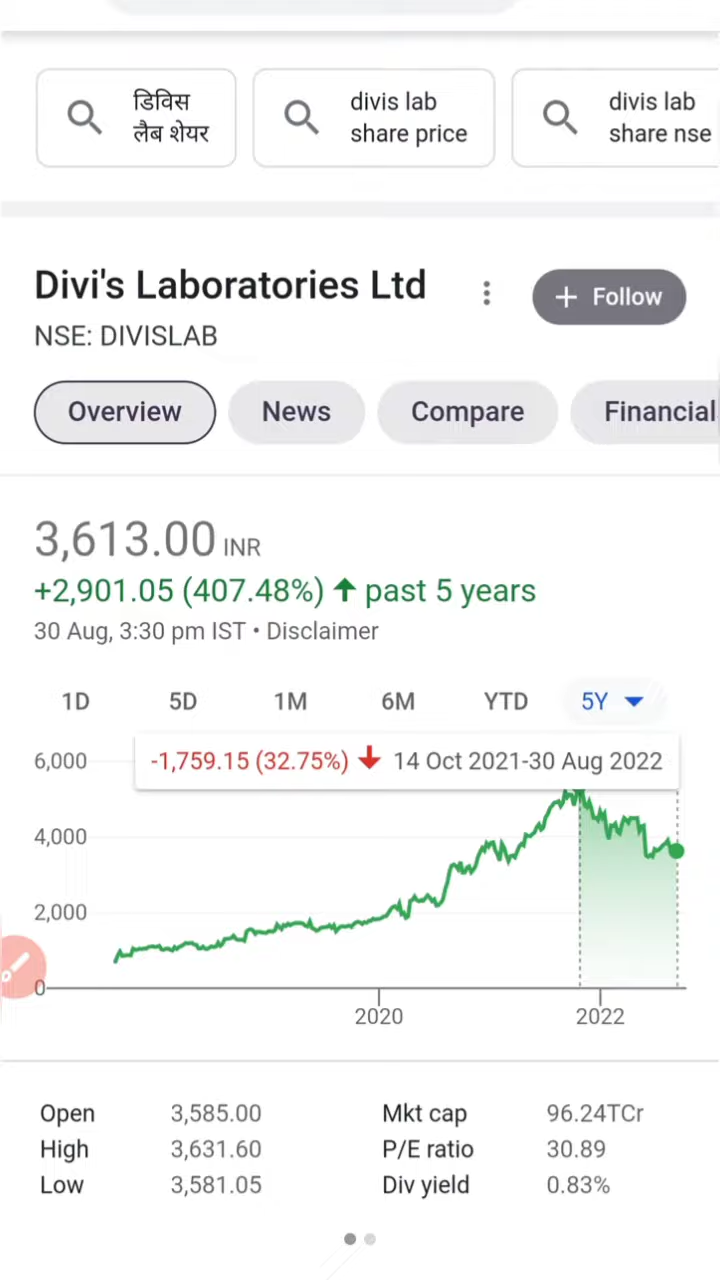 डिविस
लैब शेयर
divis lab
share price
divis lab
share nse
Divi's Laboratories Ltd
+ Follow
NSE: DIVISLAB
Overview
News
Compare
Financial
3,613.00 INR
+2,901.05 (407.48%) ↑ past 5 years
30 Aug, 3:30 pm IST • Disclaimer
1D 5D 1M 6M YTD 5Y
6,000
-1,759.15 (32.75%) ↓ 14 Oct 2021-30 Aug 2022
4,000
2,000
0
2020 2022
Open 3,585.00 Mkt cap 96.24TCr
High 3,631.60 P/E ratio 30.89
Low 3,581.05 Div yield 0.83%